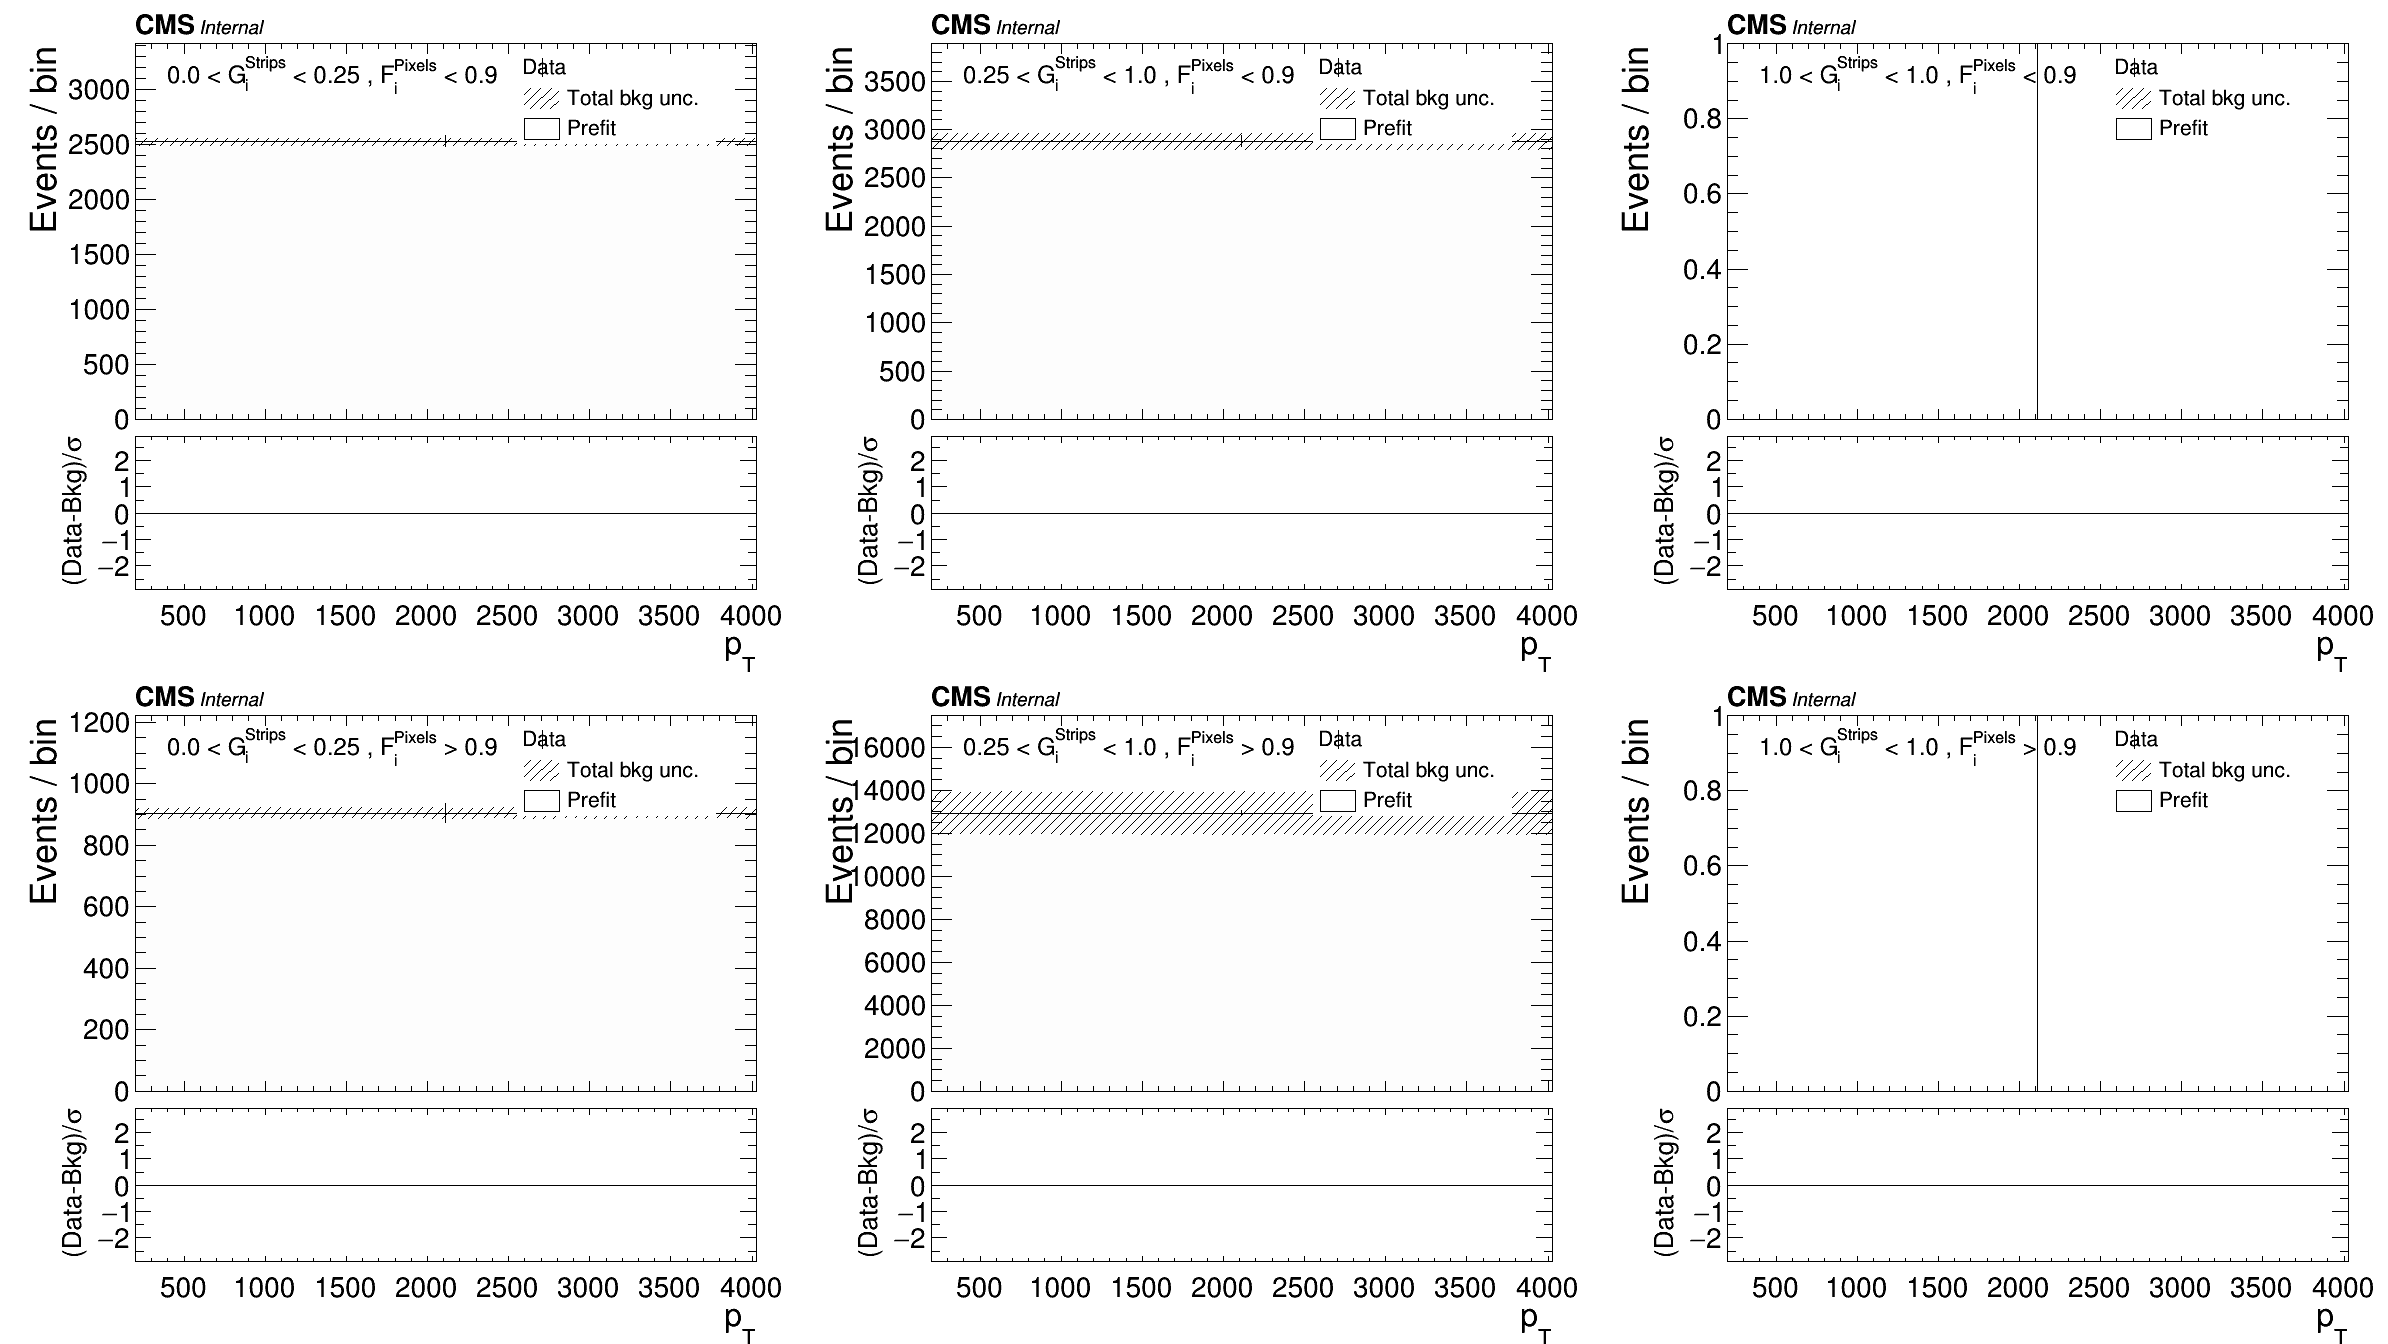 CMS Internal
Events / bin
0.0 < G_i^Strips < 0.25 , F_i^Pixels < 0.9
Data
Total bkg unc.
Prefit
3000
2500
2000
1500
1000
500
0
(Data-Bkg)/σ
2
1
0
−1
−2
500 1000 1500 2000 2500 3000 3500 4000
p_T
CMS Internal
Events / bin
0.25 < G_i^Strips < 1.0 , F_i^Pixels < 0.9
Data
Total bkg unc.
Prefit
3500
3000
2500
2000
1500
1000
500
0
(Data-Bkg)/σ
2
1
0
−1
−2
500 1000 1500 2000 2500 3000 3500 4000
p_T
CMS Internal
Events / bin
1.0 < G_i^Strips < 1.0 , F_i^Pixels < 0.9
Data
Total bkg unc.
Prefit
1
0.8
0.6
0.4
0.2
0
(Data-Bkg)/σ
2
1
0
−1
−2
500 1000 1500 2000 2500 3000 3500 4000
p_T
CMS Internal
Events / bin
0.0 < G_i^Strips < 0.25 , F_i^Pixels > 0.9
Data
Total bkg unc.
Prefit
1200
1000
800
600
400
200
0
(Data-Bkg)/σ
2
1
0
−1
−2
500 1000 1500 2000 2500 3000 3500 4000
p_T
CMS Internal
Events / bin
0.25 < G_i^Strips < 1.0 , F_i^Pixels > 0.9
Data
Total bkg unc.
Prefit
16000
14000
12000
10000
8000
6000
4000
2000
0
(Data-Bkg)/σ
2
1
0
−1
−2
500 1000 1500 2000 2500 3000 3500 4000
p_T
CMS Internal
Events / bin
1.0 < G_i^Strips < 1.0 , F_i^Pixels > 0.9
Data
Total bkg unc.
Prefit
1
0.8
0.6
0.4
0.2
0
(Data-Bkg)/σ
2
1
0
−1
−2
500 1000 1500 2000 2500 3000 3500 4000
p_T